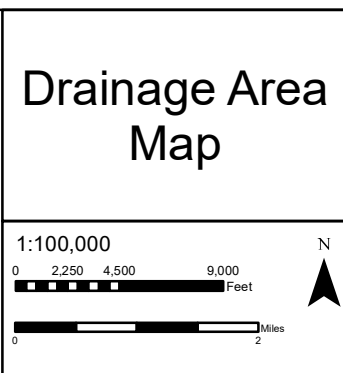 Drainage Area
Map
1:100,000
N
0 2,250 4,500 9,000
Feet
Miles
0 2